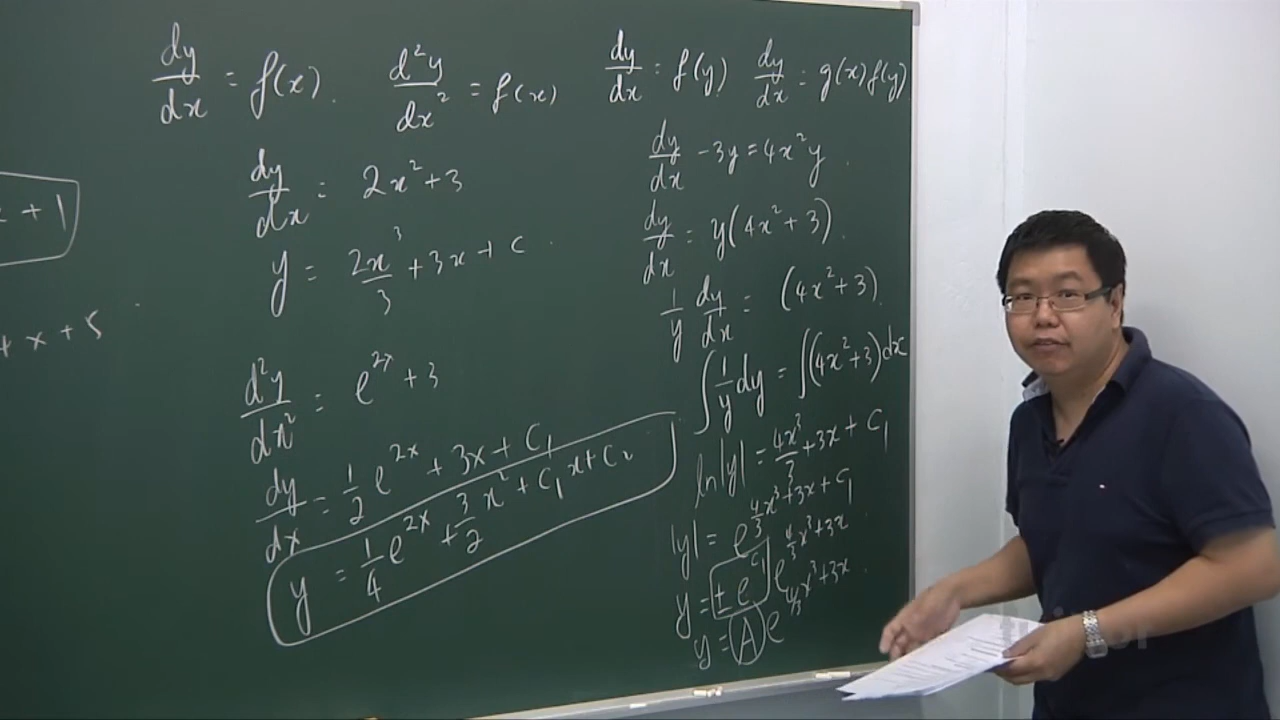 dy/dx = f(x)   d²y/dx² = f(x)   dy/dx = f(y)   dy/dx = g(x)f(y)
+ 1
+ x + 5
dy/dx = 2x² + 3
y = 2x³/3 + 3x + c
d²y/dx² = e^(2x) + 3
dy/dx = 1/2 e^(2x) + 3x + C₁
y = 1/4 e^(2x) + 3/2 x² + C₁x + C₂
dy/dx - 3y = 4x²y
dy/dx = y(4x² + 3)
1/y dy/dx = (4x² + 3)
∫ 1/y dy = ∫(4x² + 3)dx
ln|y| = 4x³/3 + 3x + C₁
|y| = e^(4/3 x³ + 3x + C₁)
y = ± e^(C₁) e^(4/3 x³ + 3x)
y = A e^(4/3 x³ + 3x)